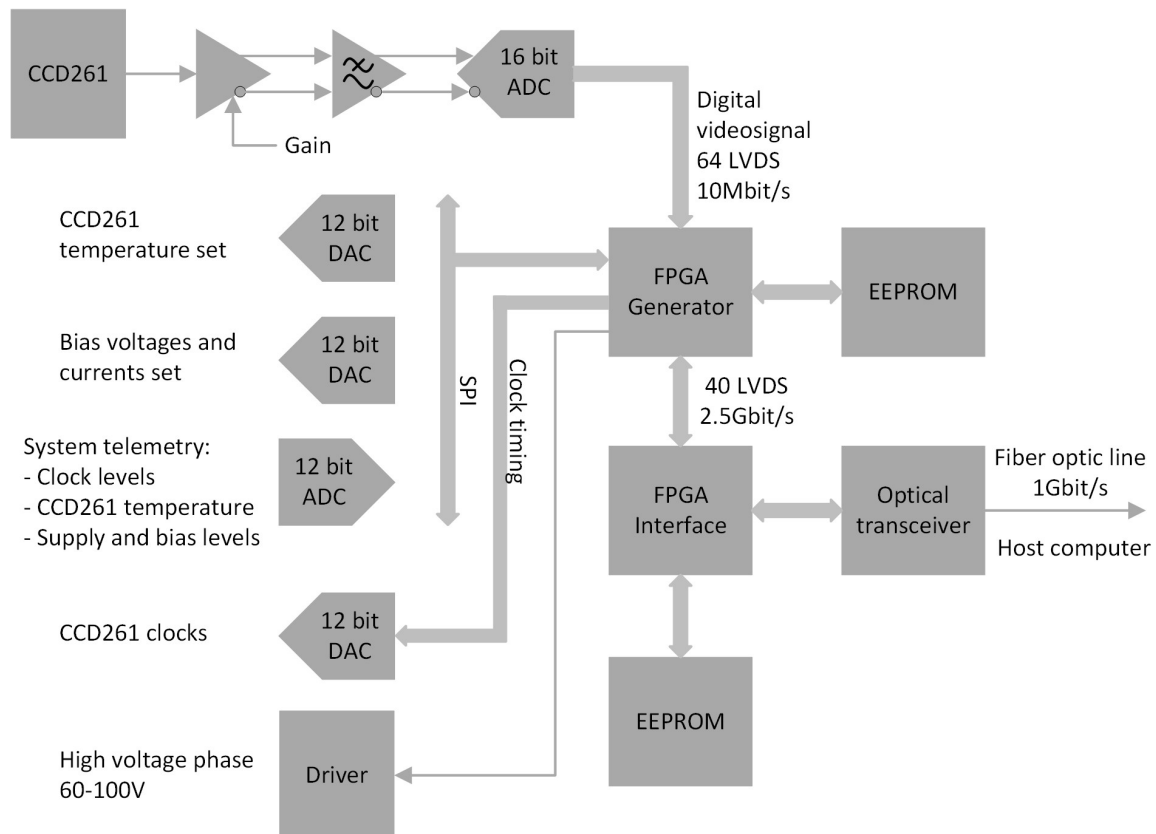 CCD261
16 bit
ADC
Gain
Digital
videosignal
64 LVDS
10Mbit/s
CCD261
temperature set
12 bit
DAC
FPGA
Generator
EEPROM
Bias voltages and
currents set
12 bit
DAC
SPI
Clock timing
40 LVDS
2.5Gbit/s
System telemetry:
- Clock levels
- CCD261 temperature
- Supply and bias levels
12 bit
ADC
FPGA
Interface
Optical
transceiver
Fiber optic line
1Gbit/s
Host computer
CCD261 clocks
12 bit
DAC
EEPROM
High voltage phase
60-100V
Driver